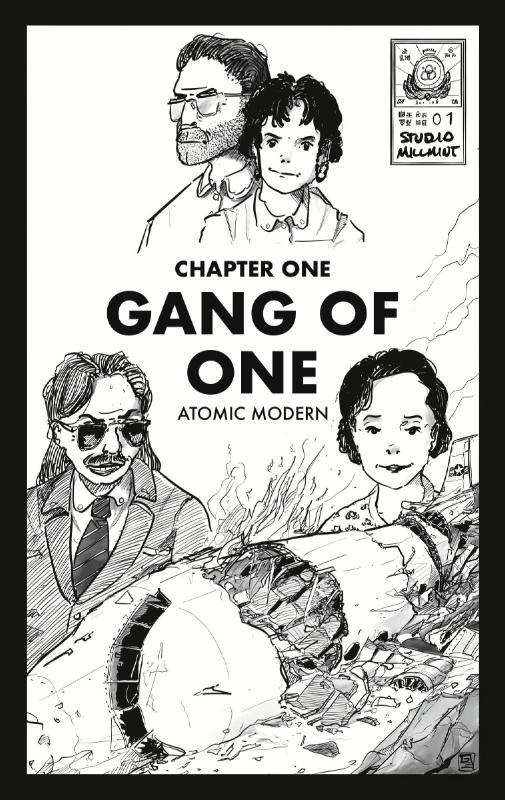 01
STUDIO
MILLMINT
CHAPTER ONE
GANG OF
ONE
ATOMIC MODERN